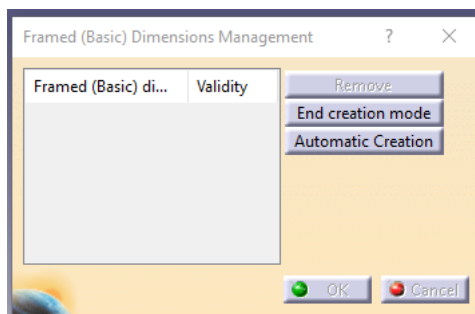 Framed (Basic) Dimensions Management ?
Framed (Basic) di... Validity
Remove
End creation mode
Automatic Creation
OK Cancel